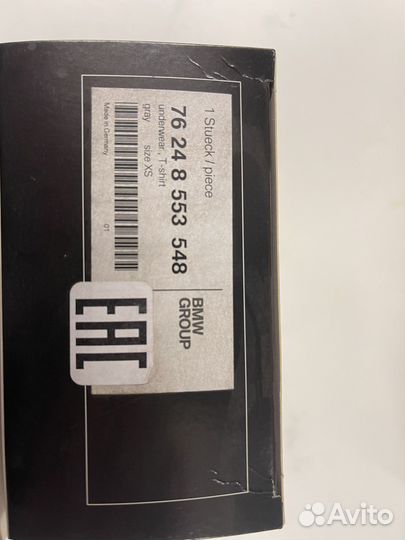 1 Stueck / piece
76 24 8 553 548
underwear , T-shirt
gray size XS
Made in Germany 01
BMW
GROUP
EAC
Avito